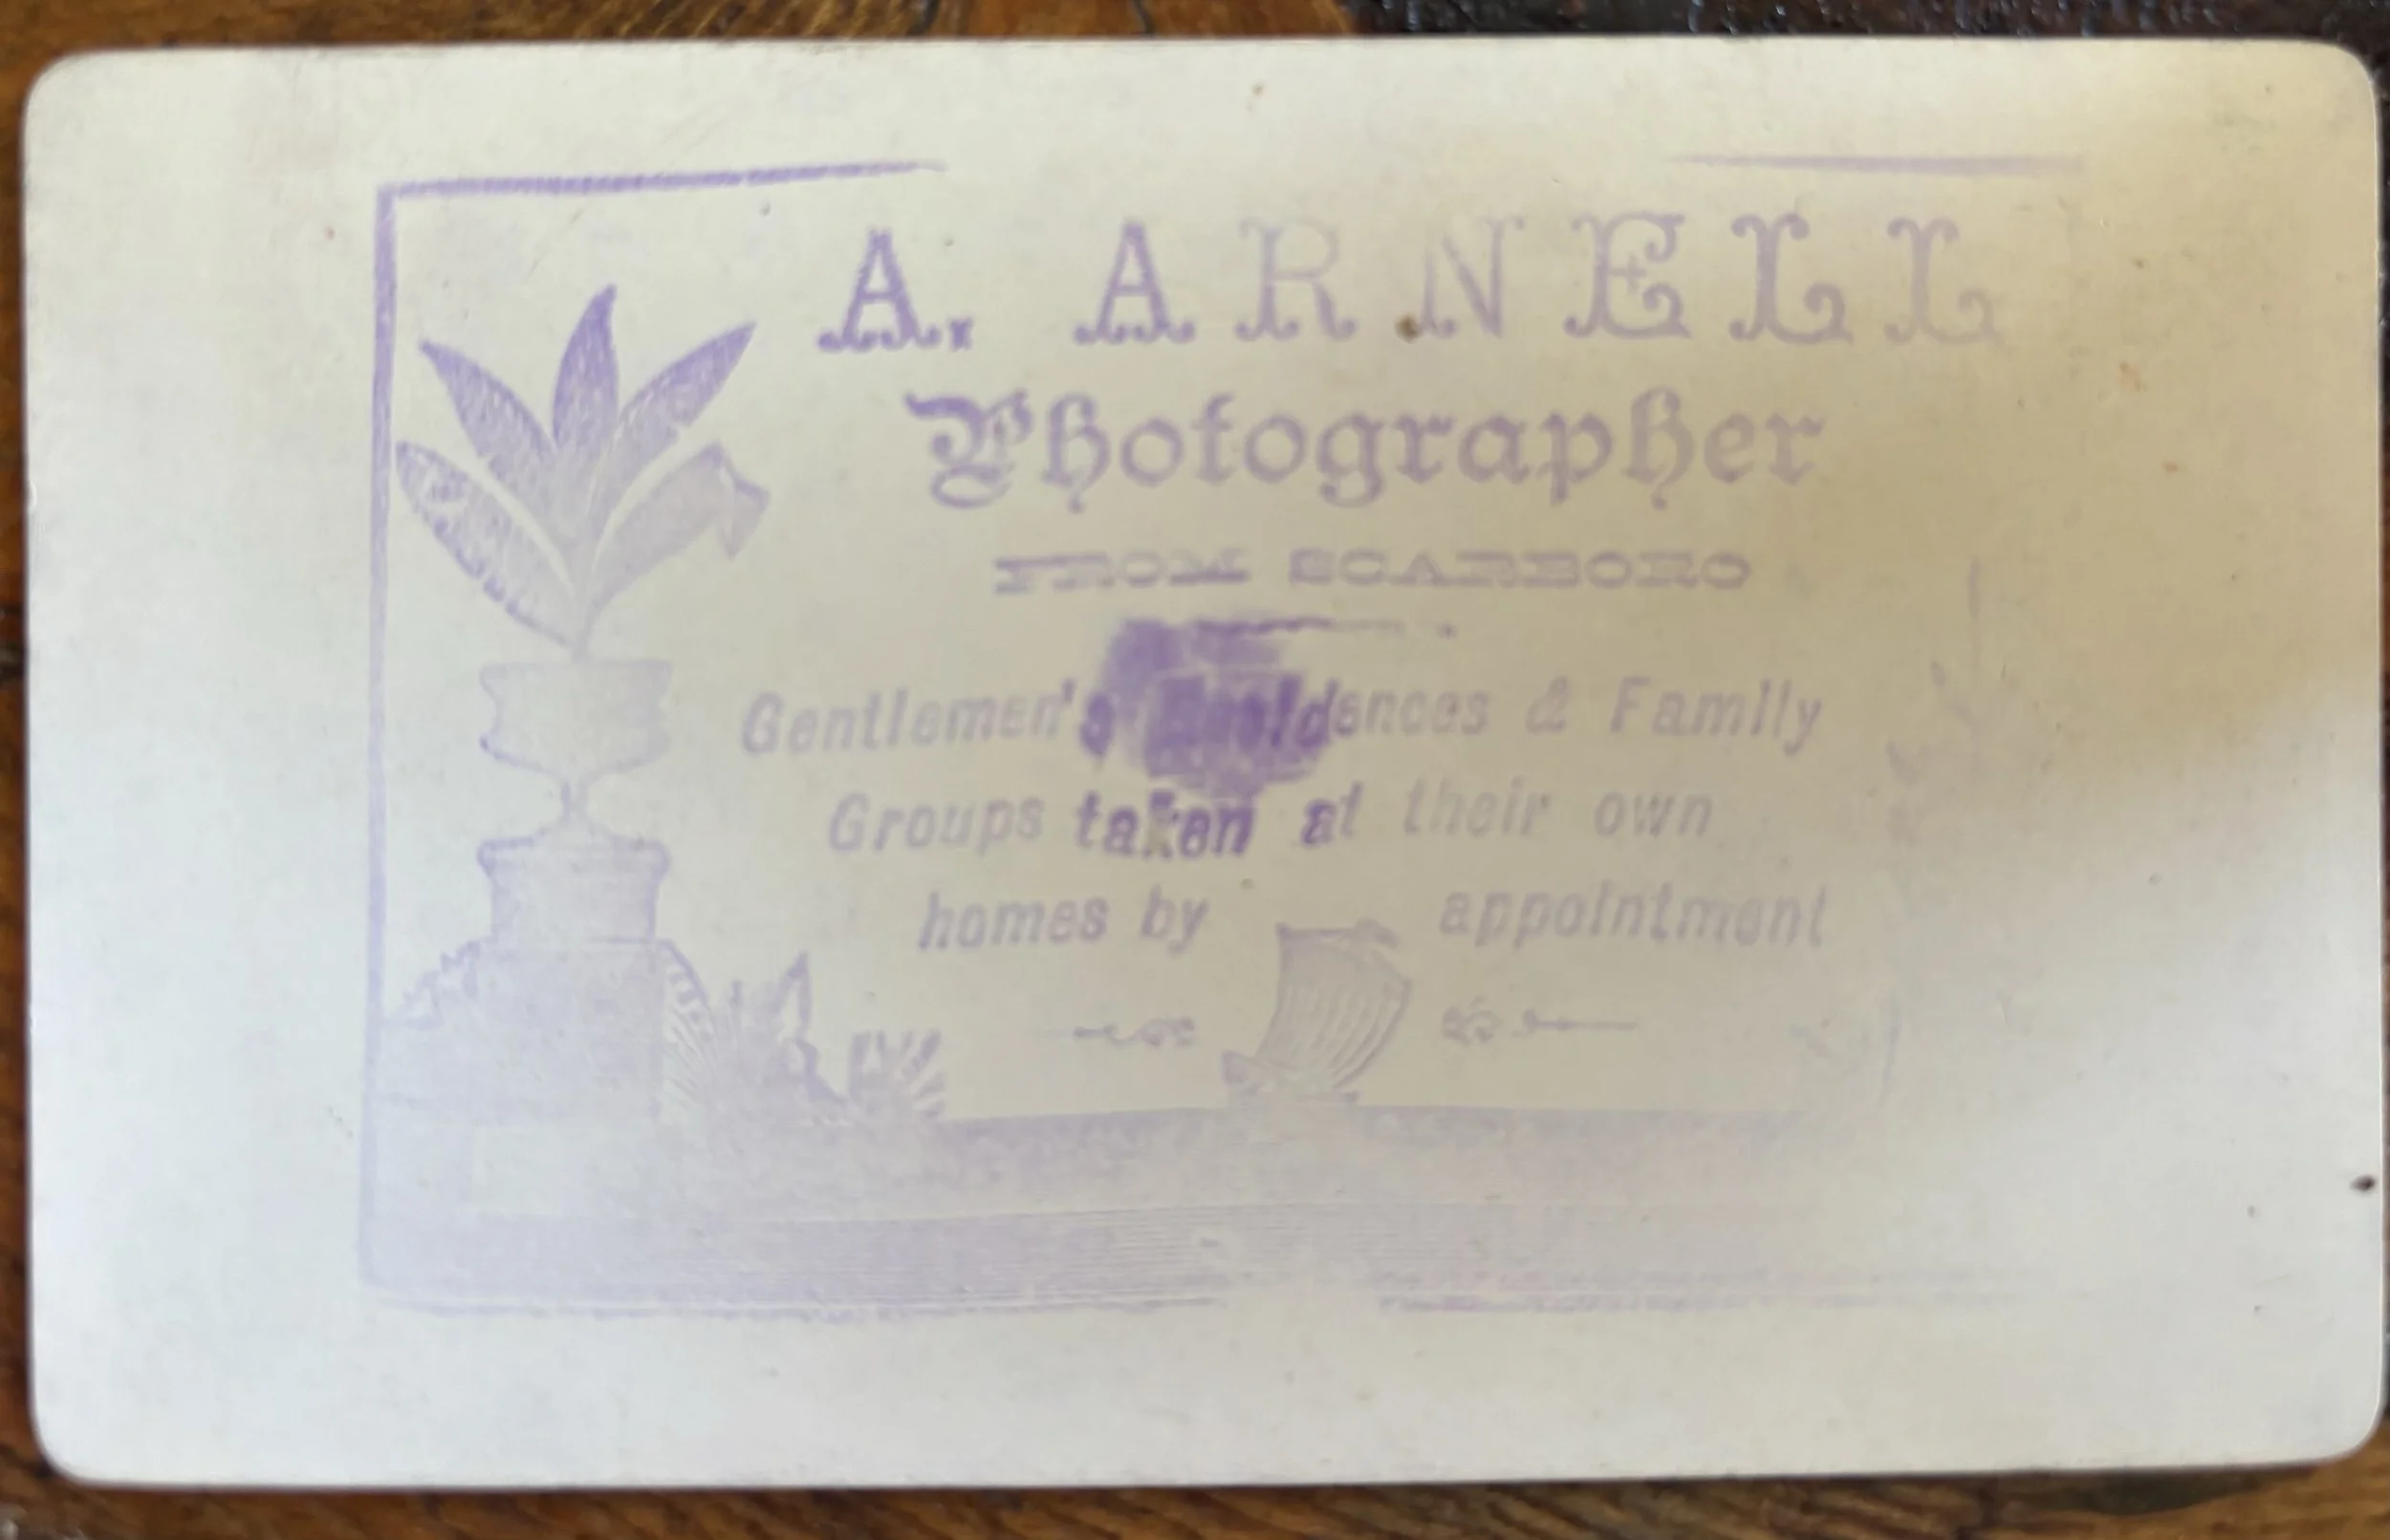 A. ARNELL
Photographer
FROM SCARBORO
Gentlemen's Residences & Family
Groups taken at their own
homes by appointment